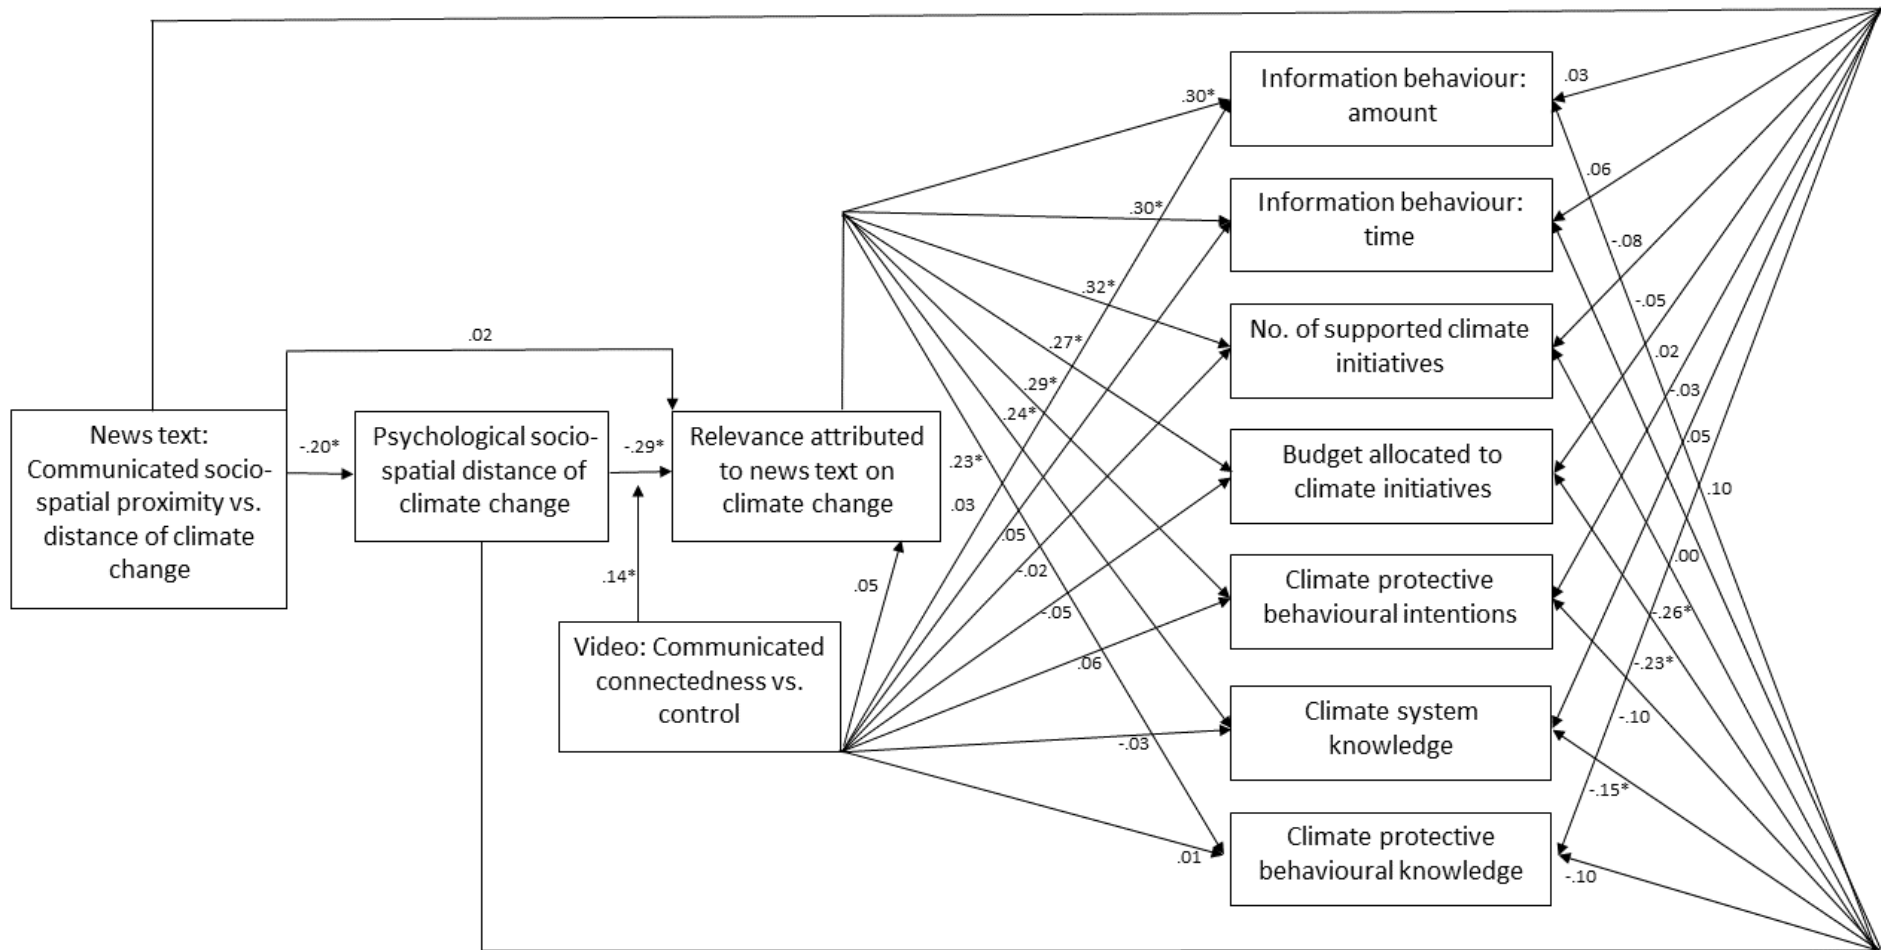 .03
Information behaviour:
amount
.30*
.06
Information behaviour:
time
.30*
-.08
.32*
-.05
No. of supported climate
initiatives
.02
.27*
.02
.29*
-.03
.24*
.05
News text:
Communicated socio-
spatial proximity vs.
distance of climate
change
-.20*
Psychological socio-
spatial distance of
climate change
-.29*
Relevance attributed
to news text on
climate change
.23*
.03
Budget allocated to
climate initiatives
.10
.05
.00
-.02
.14*
.05
-.05
Climate protective
behavioural intentions
-.26*
Video: Communicated
connectedness vs.
control
.06
-.23*
-.03
Climate system
knowledge
-.10
-.15*
.01
Climate protective
behavioural knowledge
-.10